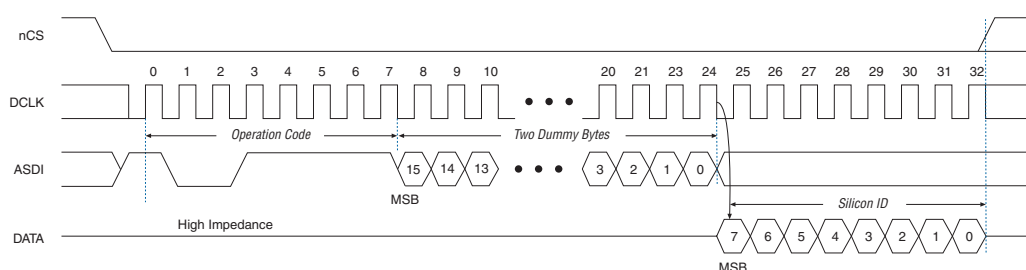 nCS
0 1 2 3 4 5 6 7 8 9 10 20 21 23 24 25 26 27 28 29 30 31 32
DCLK
Operation Code Two Dummy Bytes
ASDI 15 14 13 3 2 1 0
MSB Silicon ID
High Impedance
DATA 7 6 5 4 3 2 1 0
MSB